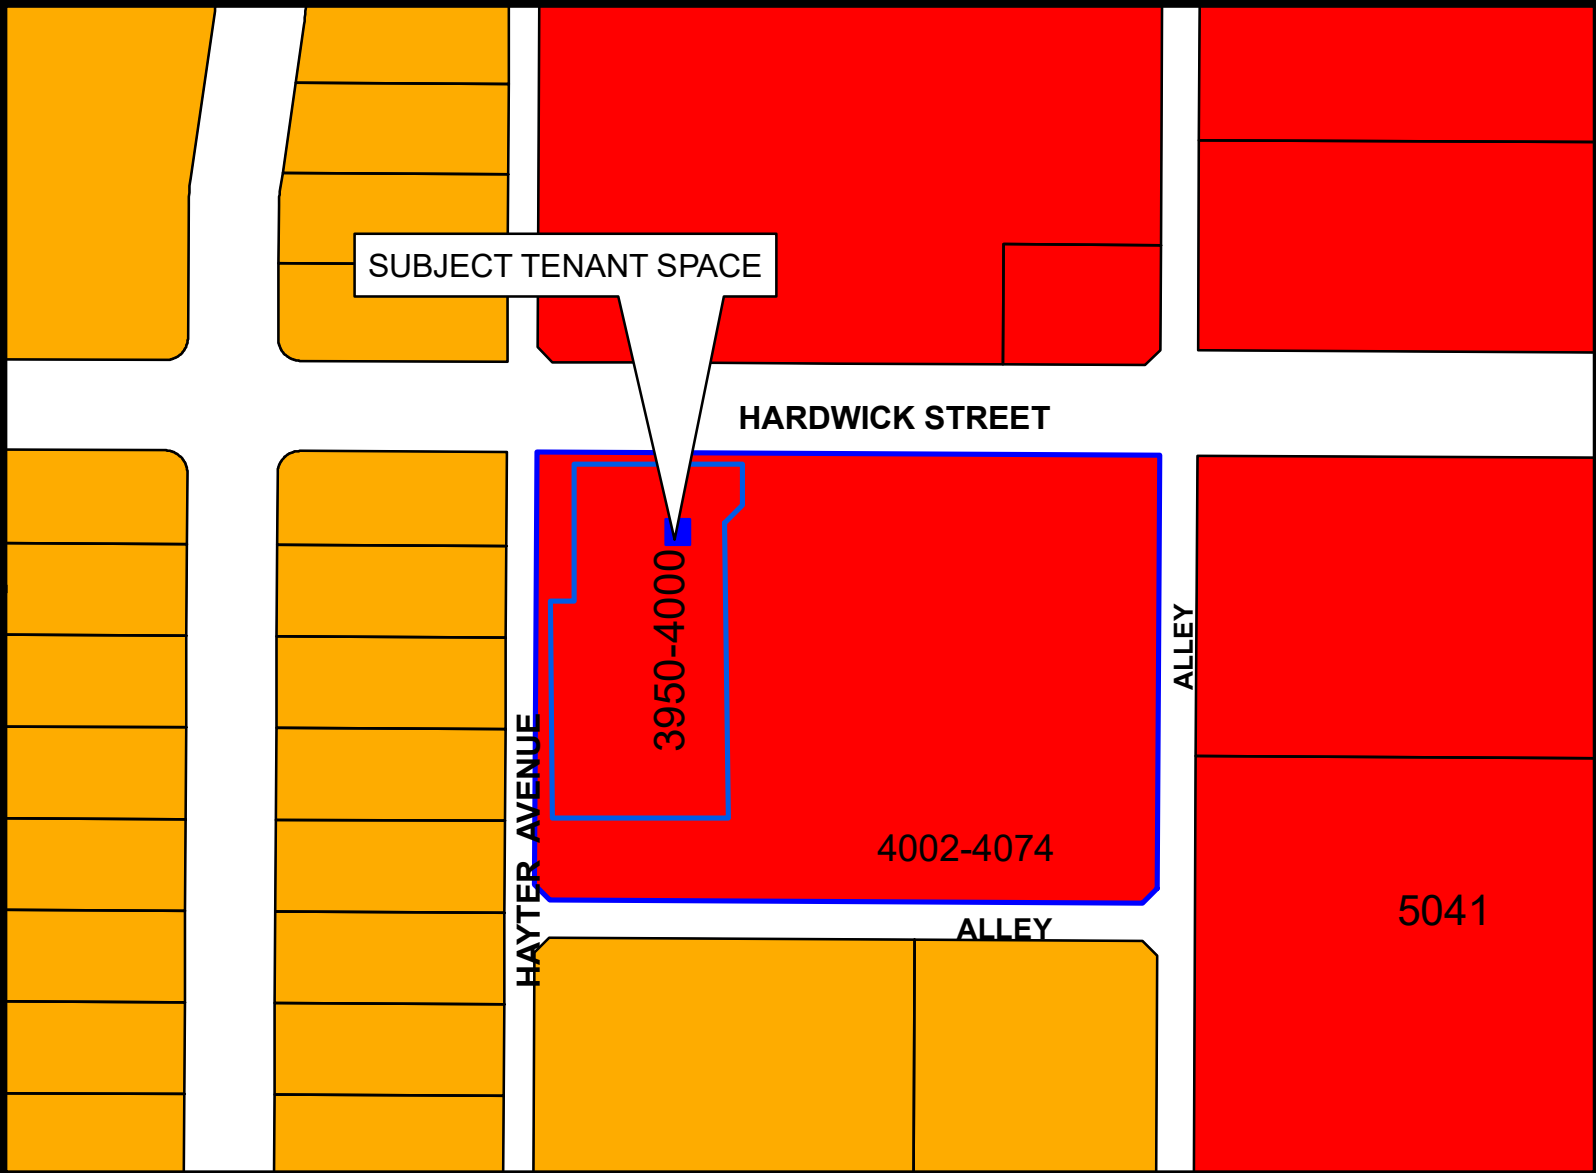 SUBJECT TENANT SPACE
HARDWICK STREET
3950-4000
ALLEY
HAYTER AVENUE
4002-4074
5041
ALLEY